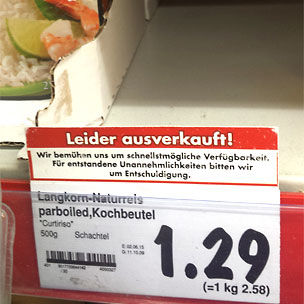 Leider ausverkauft!
Wir bemühen uns um schnellstmögliche Verfügbarkeit.
Für entstandene Unannehmlichkeiten bitten wir
um Entschuldigung.
Langkorn-Naturreis
parboiled,Kochbeutel
"Curtiriso"
500g Schachtel
1.29
(=1 kg 2.58)